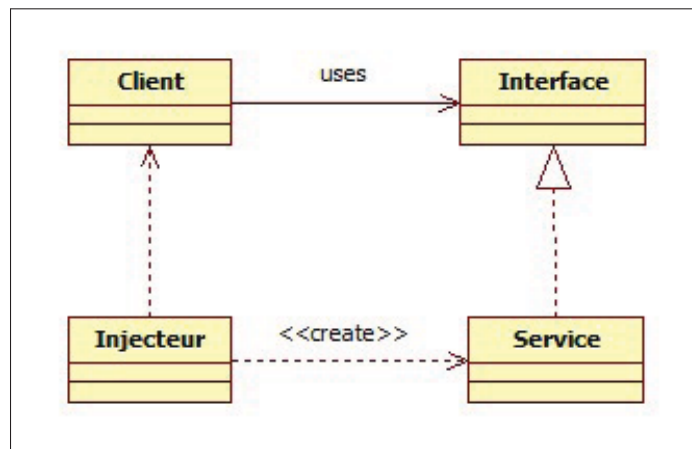 Client
uses
Interface
Injecteur
<<create>>
Service